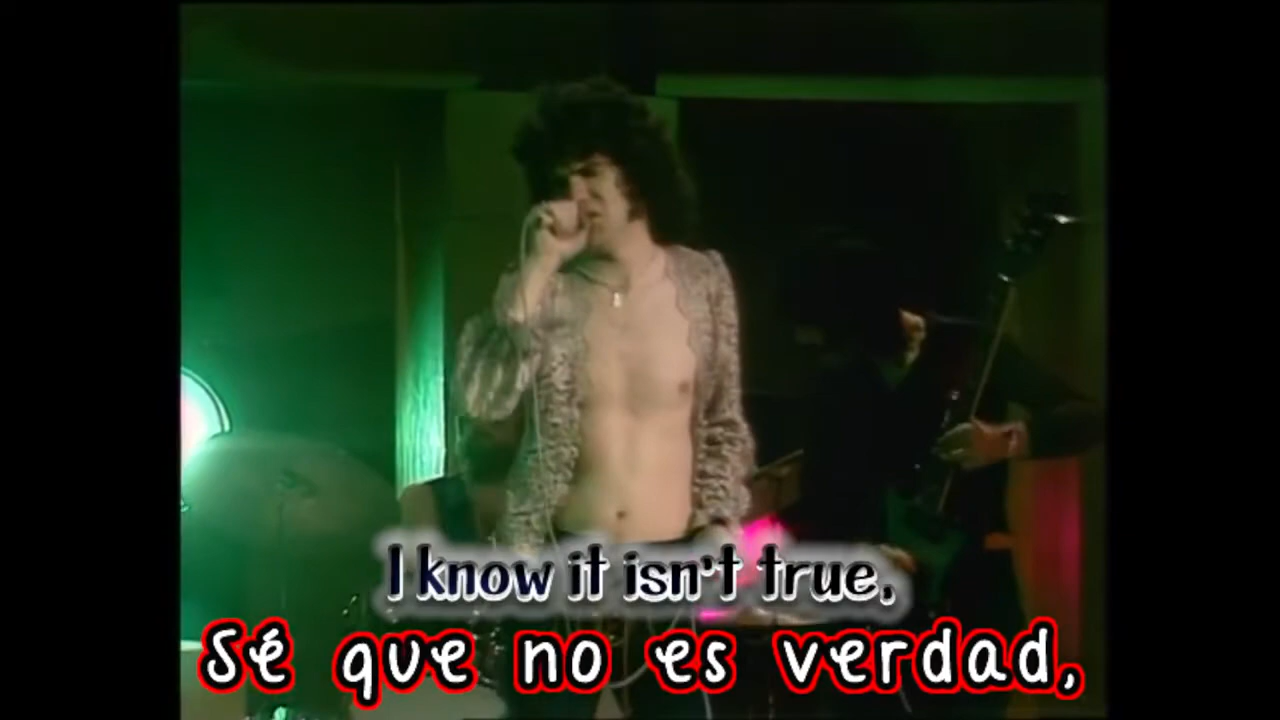 I know it isn't true,
Sé que no es verdad,